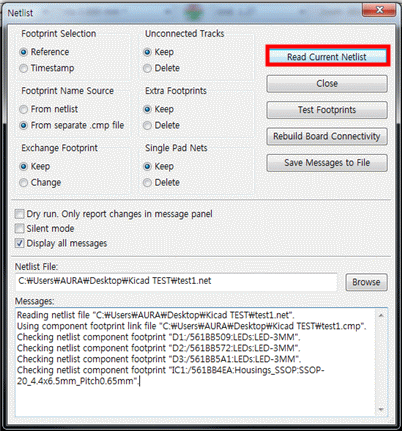 Netlist
Footprint Selection
Reference
Timestamp
Unconnected Tracks
Keep
Delete
Read Current Netlist
Close
Footprint Name Source
From netlist
From separate .cmp file
Extra Footprints
Keep
Delete
Test Footprints
Rebuild Board Connectivity
Exchange Footprint
Keep
Change
Single Pad Nets
Keep
Delete
Save Messages to File
Dry run. Only report changes in message panel
Silent mode
Display all messages
Netlist File:
C:₩Users₩AURA₩Desktop₩Kicad TEST₩test1.net
Browse
Messages:
Reading netlist file "C:₩Users₩AURA₩Desktop₩Kicad TEST₩test1.net".
Using component footprint link file "C:₩Users₩AURA₩Desktop₩Kicad TEST₩test1.cmp".
Checking netlist component footprint "D1:/561BB509:LEDs:LED-3MM".
Checking netlist component footprint "D2:/561BB572:LEDs:LED-3MM".
Checking netlist component footprint "D3:/561BB5A1:LEDs:LED-3MM".
Checking netlist component footprint "IC1:/561BB4EA:Housings_SSOP:SSOP-
20_4.4x6.5mm_Pitch0.65mm".